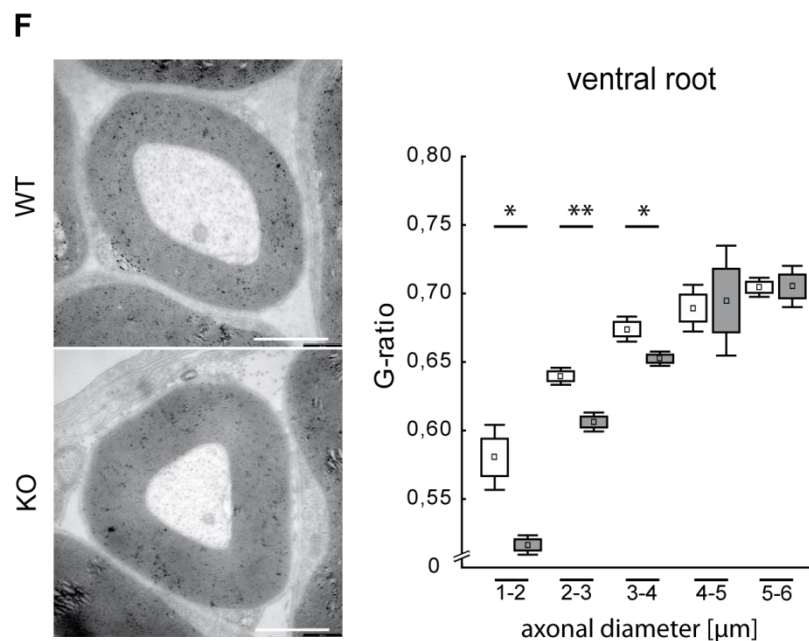 F
WT
KO
ventral root
G-ratio
0,80
0,75
0,70
0,65
0,60
0,55
0
* ** *
1-2 2-3 3-4 4-5 5-6
axonal diameter [µm]